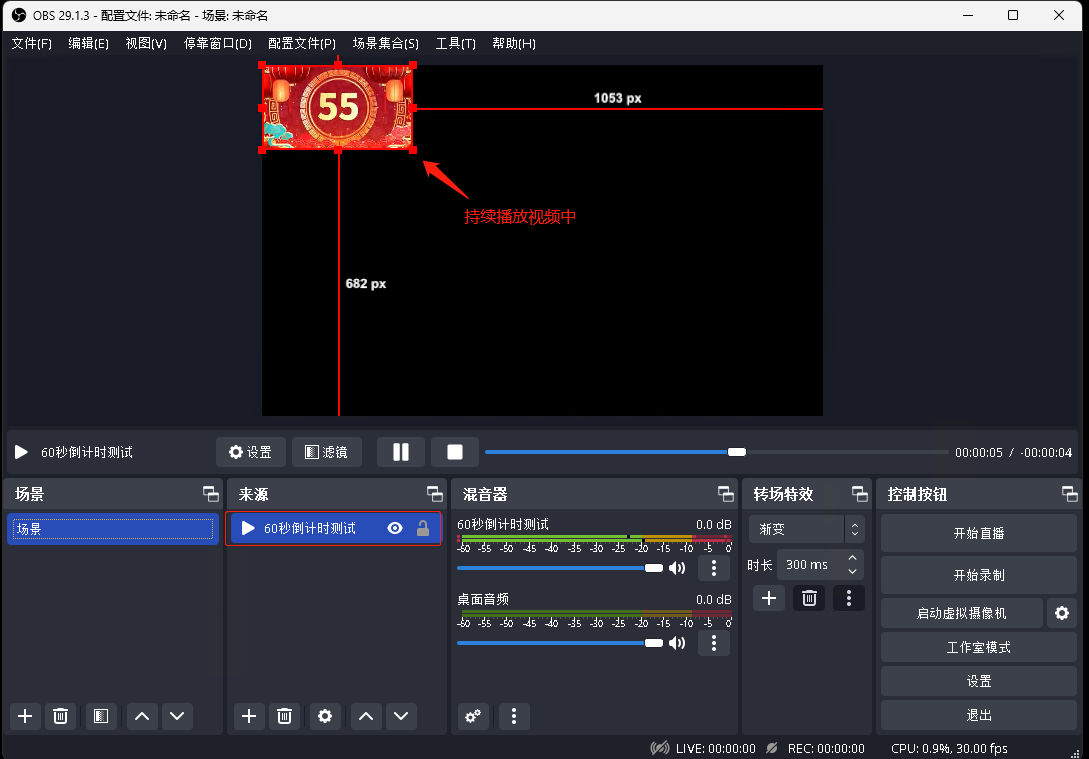 OBS 29.1.3 - 配置文件: 未命名 - 场景: 未命名
文件(F) 编辑(E) 视图(V) 停靠窗口(D) 配置文件(P) 场景集合(S) 工具(T) 帮助(H)
55
1053 px
持续播放视频中
682 px
60秒倒计时测试 设置 滤镜 00:00:05 / -00:00:04
场景
场景
来源
60秒倒计时测试
混音器
60秒倒计时测试 0.0 dB
-60 -55 -50 -45 -40 -35 -30 -25 -20 -15 -10 -5 0
桌面音频 0.0 dB
-60 -55 -50 -45 -40 -35 -30 -25 -20 -15 -10 -5 0
转场特效
渐变
时长 300 ms
控制按钮
开始直播
开始录制
启动虚拟摄像机
工作室模式
设置
退出
LIVE: 00:00:00 REC: 00:00:00 CPU: 0.9%, 30.00 fps